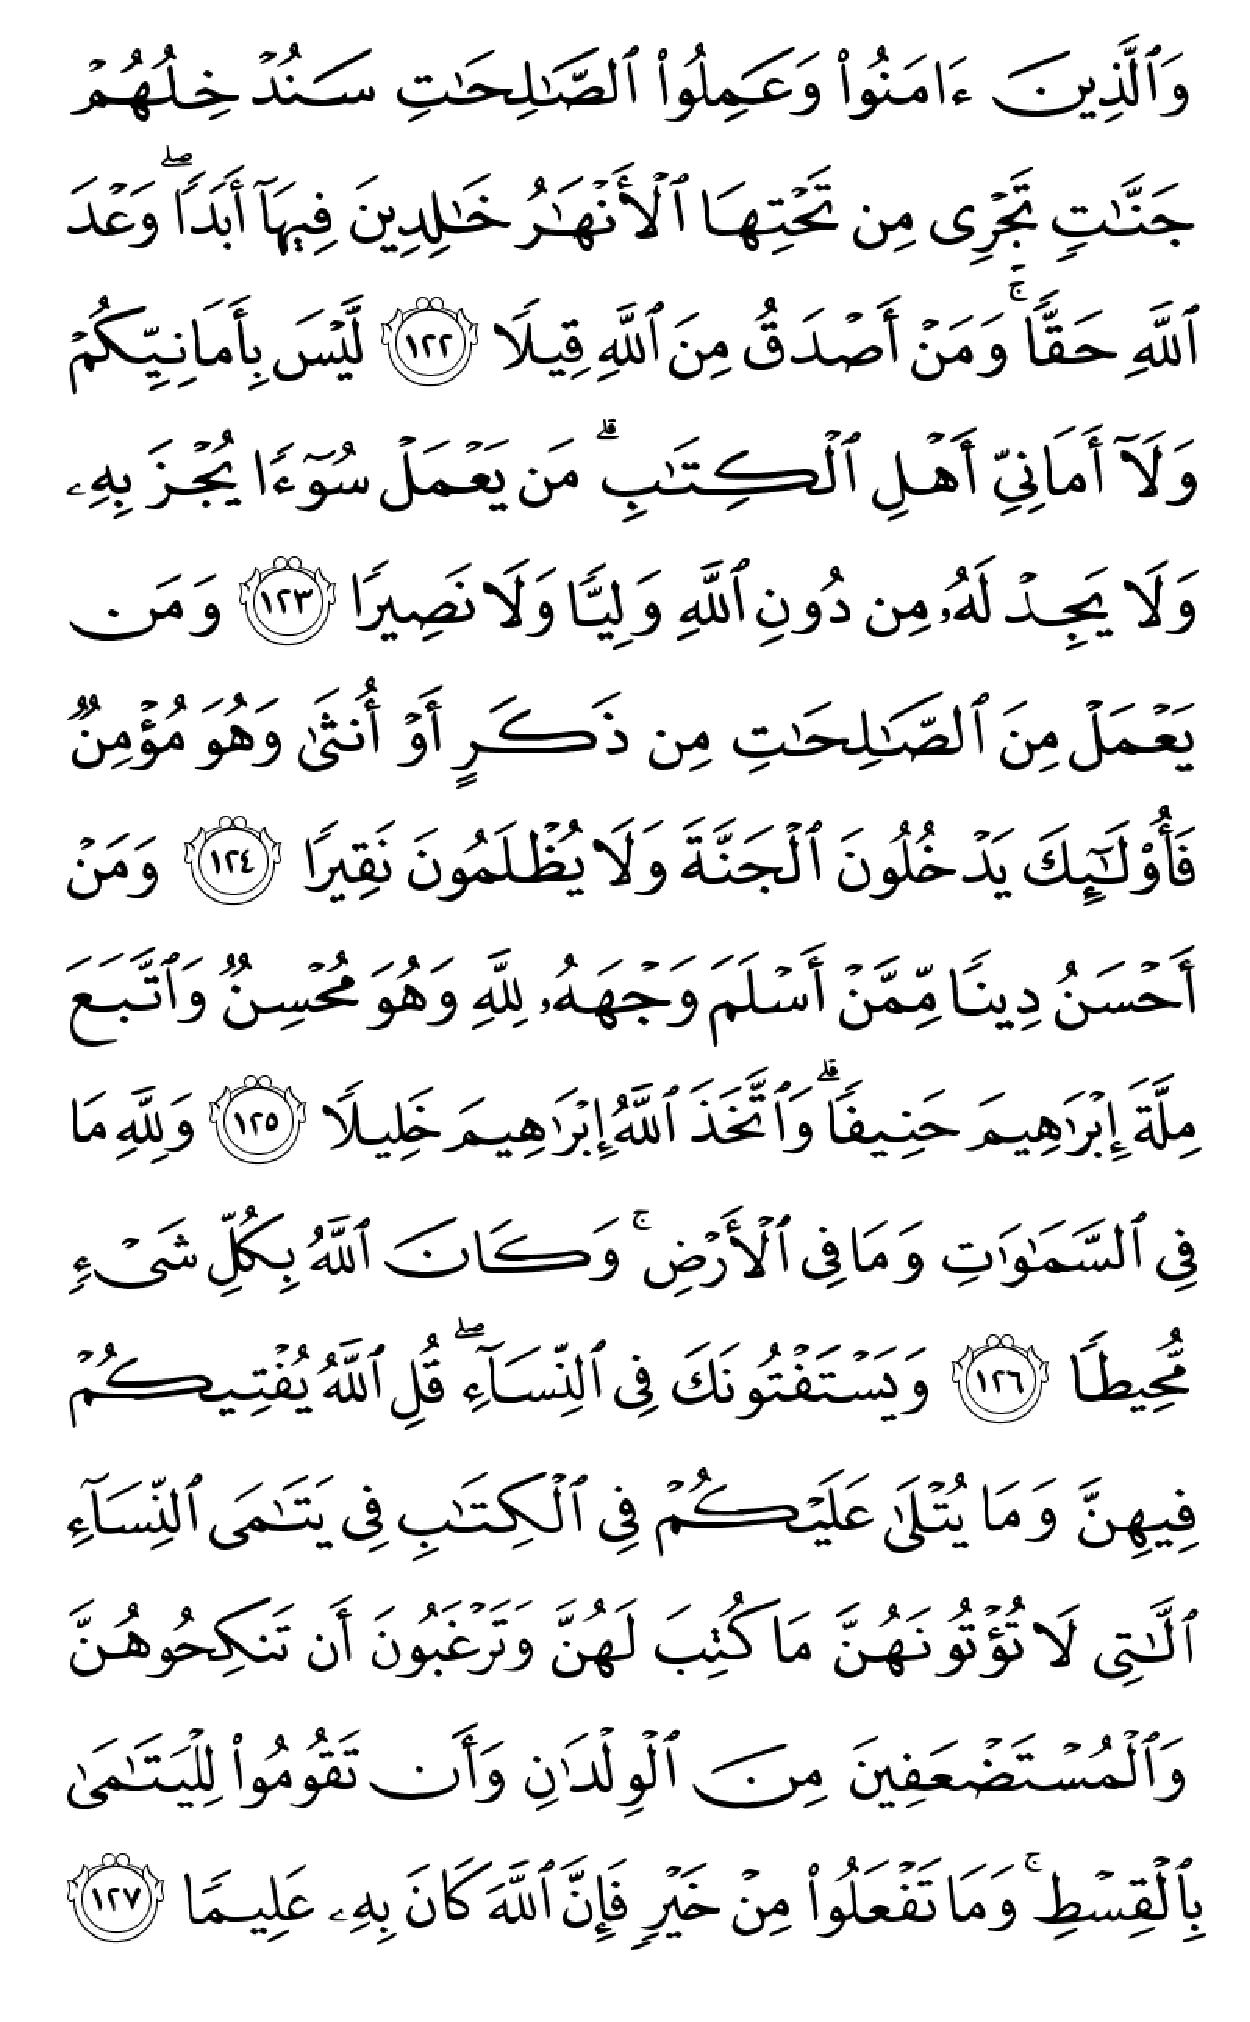 وَٱلَّذِينَ ءَامَنُوا۟ وَعَمِلُوا۟ ٱلصَّـٰلِحَـٰتِ سَنُدْخِلُهُمْ
جَنَّـٰتٍ تَجْرِى مِن تَحْتِهَا ٱلْأَنْهَـٰرُ خَـٰلِدِينَ فِيهَآ أَبَدًا ۖ وَعْدَ
ٱللَّهِ حَقًّا ۚ وَمَنْ أَصْدَقُ مِنَ ٱللَّهِ قِيلًا ١٢٢ لَّيْسَ بِأَمَانِيِّكُمْ
وَلَآ أَمَانِىِّ أَهْلِ ٱلْكِتَـٰبِ ۗ مَن يَعْمَلْ سُوٓءًا يُجْزَ بِهِۦ
وَلَا يَجِدْ لَهُۥ مِن دُونِ ٱللَّهِ وَلِيًّا وَلَا نَصِيرًا ١٢٣ وَمَن
يَعْمَلْ مِنَ ٱلصَّـٰلِحَـٰتِ مِن ذَكَرٍ أَوْ أُنثَىٰ وَهُوَ مُؤْمِنٌ
فَأُو۟لَـٰٓئِكَ يَدْخُلُونَ ٱلْجَنَّةَ وَلَا يُظْلَمُونَ نَقِيرًا ١٢٤ وَمَنْ
أَحْسَنُ دِينًا مِّمَّنْ أَسْلَمَ وَجْهَهُۥ لِلَّهِ وَهُوَ مُحْسِنٌ وَٱتَّبَعَ
مِلَّةَ إِبْرَٰهِيمَ حَنِيفًا ۗ وَٱتَّخَذَ ٱللَّهُ إِبْرَٰهِيمَ خَلِيلًا ١٢٥ وَلِلَّهِ مَا
فِى ٱلسَّمَـٰوَٰتِ وَمَا فِى ٱلْأَرْضِ ۚ وَكَانَ ٱللَّهُ بِكُلِّ شَىْءٍ
مُّحِيطًا ١٢٦ وَيَسْتَفْتُونَكَ فِى ٱلنِّسَآءِ ۖ قُلِ ٱللَّهُ يُفْتِيكُمْ
فِيهِنَّ وَمَا يُتْلَىٰ عَلَيْكُمْ فِى ٱلْكِتَـٰبِ فِى يَتَـٰمَى ٱلنِّسَآءِ
ٱلَّـٰتِى لَا تُؤْتُونَهُنَّ مَا كُتِبَ لَهُنَّ وَتَرْغَبُونَ أَن تَنكِحُوهُنَّ
وَٱلْمُسْتَضْعَفِينَ مِنَ ٱلْوِلْدَٰنِ وَأَن تَقُومُوا۟ لِلْيَتَـٰمَىٰ
بِٱلْقِسْطِ ۚ وَمَا تَفْعَلُوا۟ مِنْ خَيْرٍ فَإِنَّ ٱللَّهَ كَانَ بِهِۦ عَلِيمًا ١٢٧